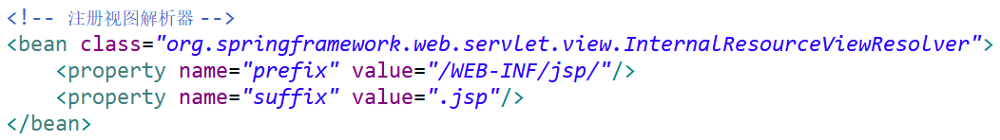 <!-- 注册视图解析器 -->
<bean class="org.springframework.web.servlet.view.InternalResourceViewResolver">
    <property name="prefix" value="/WEB-INF/jsp/"/>
    <property name="suffix" value=".jsp"/>
</bean>